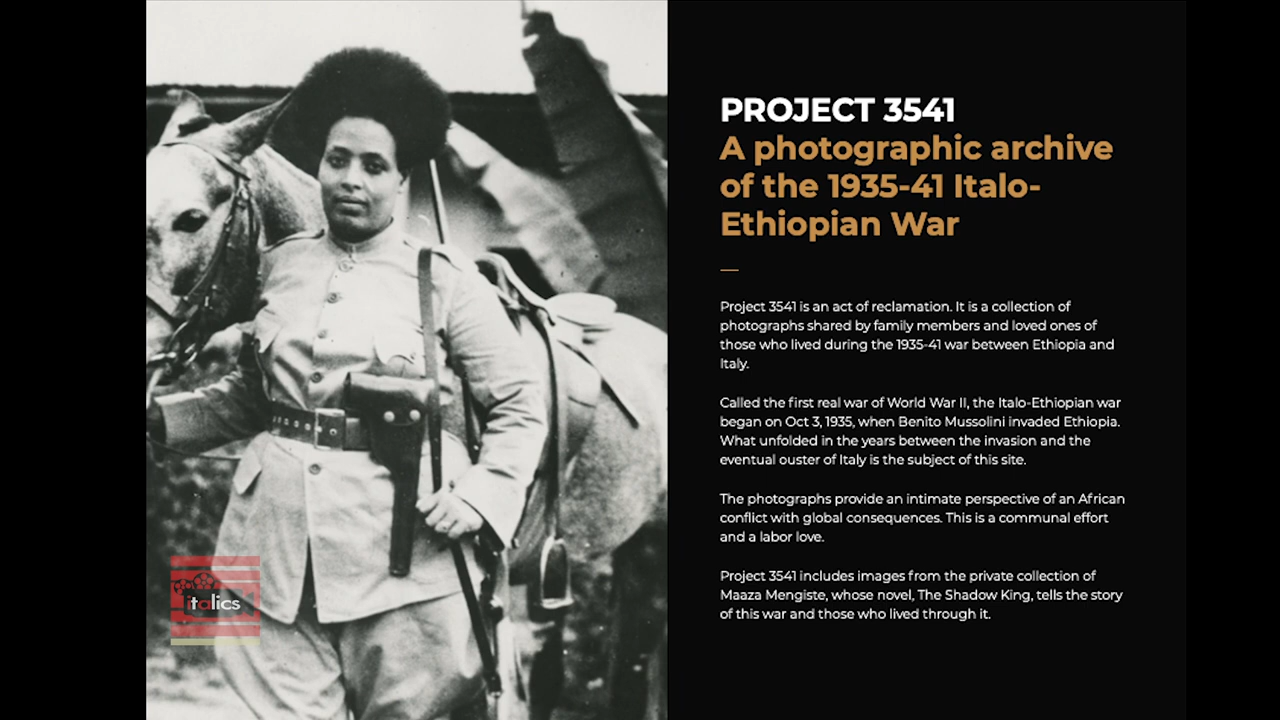 PROJECT 3541
A photographic archive
of the 1935-41 Italo-
Ethiopian War
Project 3541 is an act of reclamation. It is a collection of
photographs shared by family members and loved ones of
those who lived during the 1935-41 war between Ethiopia and
Italy.
Called the first real war of World War II, the Italo-Ethiopian war
began on Oct 3, 1935, when Benito Mussolini invaded Ethiopia.
What unfolded in the years between the invasion and the
eventual ouster of Italy is the subject of this site.
The photographs provide an intimate perspective of an African
conflict with global consequences. This is a communal effort
and a labor love.
Project 3541 includes images from the private collection of
Maaza Mengiste, whose novel, The Shadow King, tells the story
of this war and those who lived through it.
italics